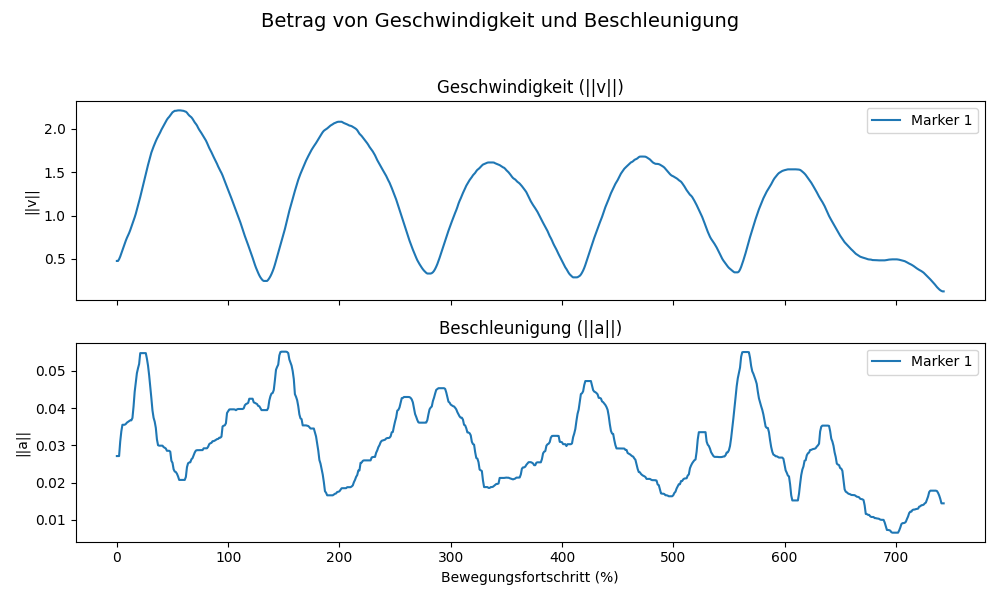 Betrag von Geschwindigkeit und Beschleunigung
Geschwindigkeit (||v||)
Marker 1
2.0
1.5
1.0
0.5
||v||
Beschleunigung (||a||)
Marker 1
0.05
0.04
0.03
0.02
0.01
||a||
0 100 200 300 400 500 600 700
Bewegungsfortschritt (%)